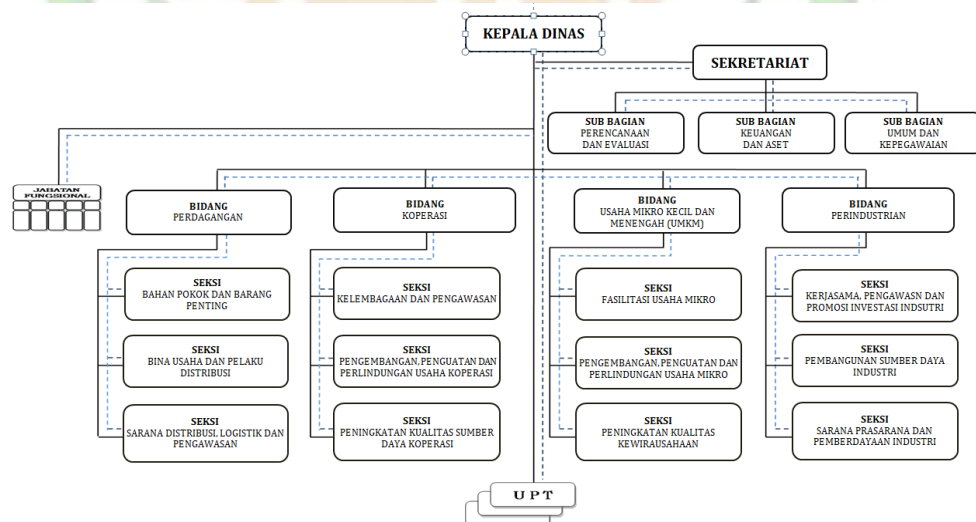 KEPALA DINAS
SEKRETARIAT
SUB BAGIAN
PERENCANAAN
DAN EVALUASI
SUB BAGIAN
KEUANGAN
DAN ASET
SUB BAGIAN
UMUM DAN
KEPEGAWAIAN
JABATAN
FUNGSIONAL
BIDANG
PERDAGANGAN
BIDANG
KOPERASI
BIDANG
USAHA MIKRO KECIL DAN
MENENGAH (UMKM)
BIDANG
PERINDUSTRIAN
SEKSI
BAHAN POKOK DAN BARANG
PENTING
SEKSI
KELEMBAGAAN DAN PENGAWASAN
SEKSI
FASILITAS USAHA MIKRO
SEKSI
KERJASAMA, PENGAWASN DAN
PROMOSI INVESTASI INDSUTRI
SEKSI
BINA USAHA DAN PELAKU
DISTRIBUSI
SEKSI
PENGEMBANGAN, PENGUATAN DAN
PERLINDUNGAN USAHA KOPERASI
SEKSI
PENGEMBANGAN, PENGUATAN DAN
PERLINDUNGAN USAHA MIKRO
SEKSI
PEMBANGUNAN SUMBER DAYA
INDUSTRI
SEKSI
SARANA DISTRIBUSI, LOGISTIK DAN
PENGAWASAN
SEKSI
PENINGKATAN KUALITAS SUMBER
DAYA KOPERASI
SEKSI
PENINGKATAN KUALITAS
KEWIRAUSAHAAN
SEKSI
SARANA PRASARANA DAN
PEMBERDAYAAN INDUSTRI
U P T